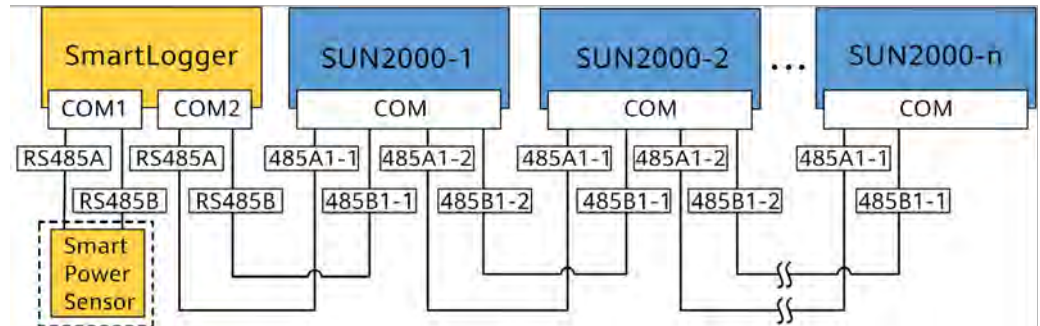 SmartLogger
SUN2000-1
SUN2000-2
...
SUN2000-n
COM1
COM2
COM
COM
COM
RS485A
RS485A
485A1-1
485A1-2
485A1-1
485A1-2
485A1-1
RS485B
RS485B
485B1-1
485B1-2
485B1-1
485B1-2
485B1-1
Smart
Power
Sensor